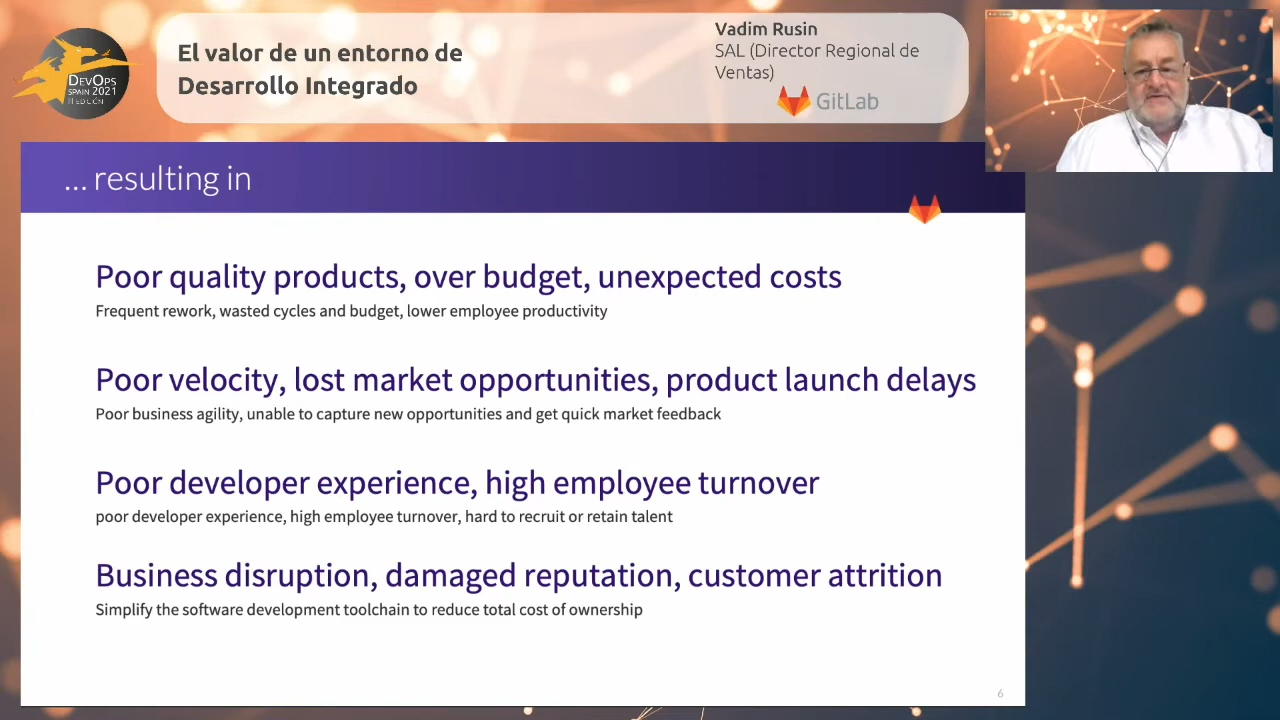 DEVOPS
SPAIN 2021
III EDICIÓN
El valor de un entorno de
Desarrollo Integrado
Vadim Rusin
SAL (Director Regional de
Ventas)
GitLab
... resulting in
Poor quality products, over budget, unexpected costs
Frequent rework, wasted cycles and budget, lower employee productivity
Poor velocity, lost market opportunities, product launch delays
Poor business agility, unable to capture new opportunities and get quick market feedback
Poor developer experience, high employee turnover
poor developer experience, high employee turnover, hard to recruit or retain talent
Business disruption, damaged reputation, customer attrition
Simplify the software development toolchain to reduce total cost of ownership
6